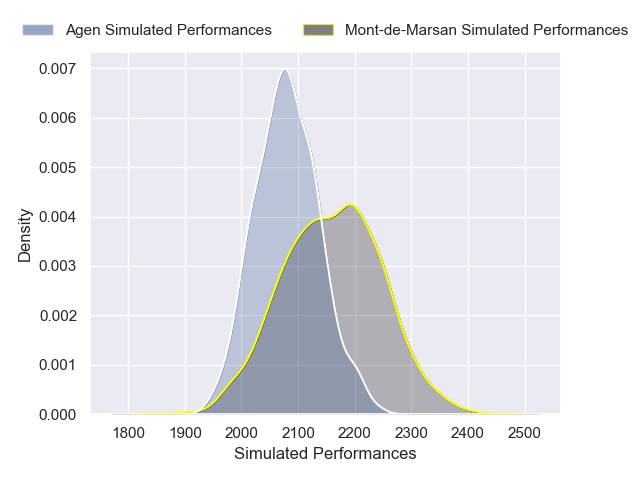 Agen Simulated Performances
Mont-de-Marsan Simulated Performances
0.007
0.006
0.005
0.004
0.003
0.002
0.001
0.000
Density
1800 1900 2000 2100 2200 2300 2400 2500
Simulated Performances